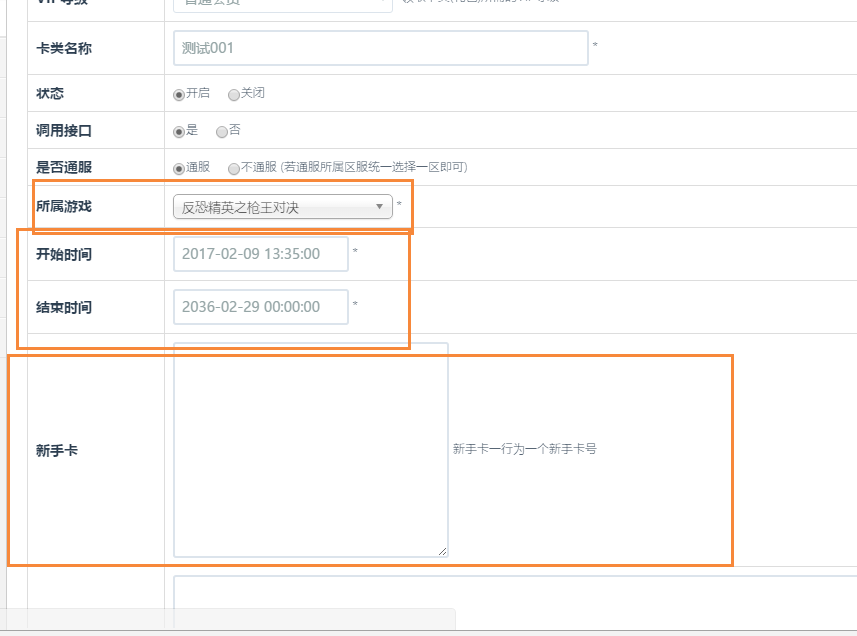 卡类名称
测试001 *
状态
开启 关闭
调用接口
是 否
是否通服
通服 不通服 (若通服所属区服统一选择一区即可)
所属游戏
反恐精英之枪王对决 *
开始时间
2017-02-09 13:35:00 *
结束时间
2036-02-29 00:00:00 *
新手卡
新手卡一行为一个新手卡号